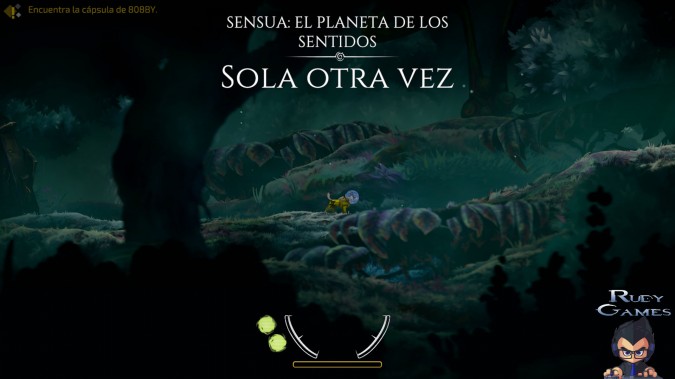 Encuentra la cápsula de BOBBY.
SENSUA: EL PLANETA DE LOS
SENTIDOS
SOLA OTRA VEZ
RUDY
GAMES